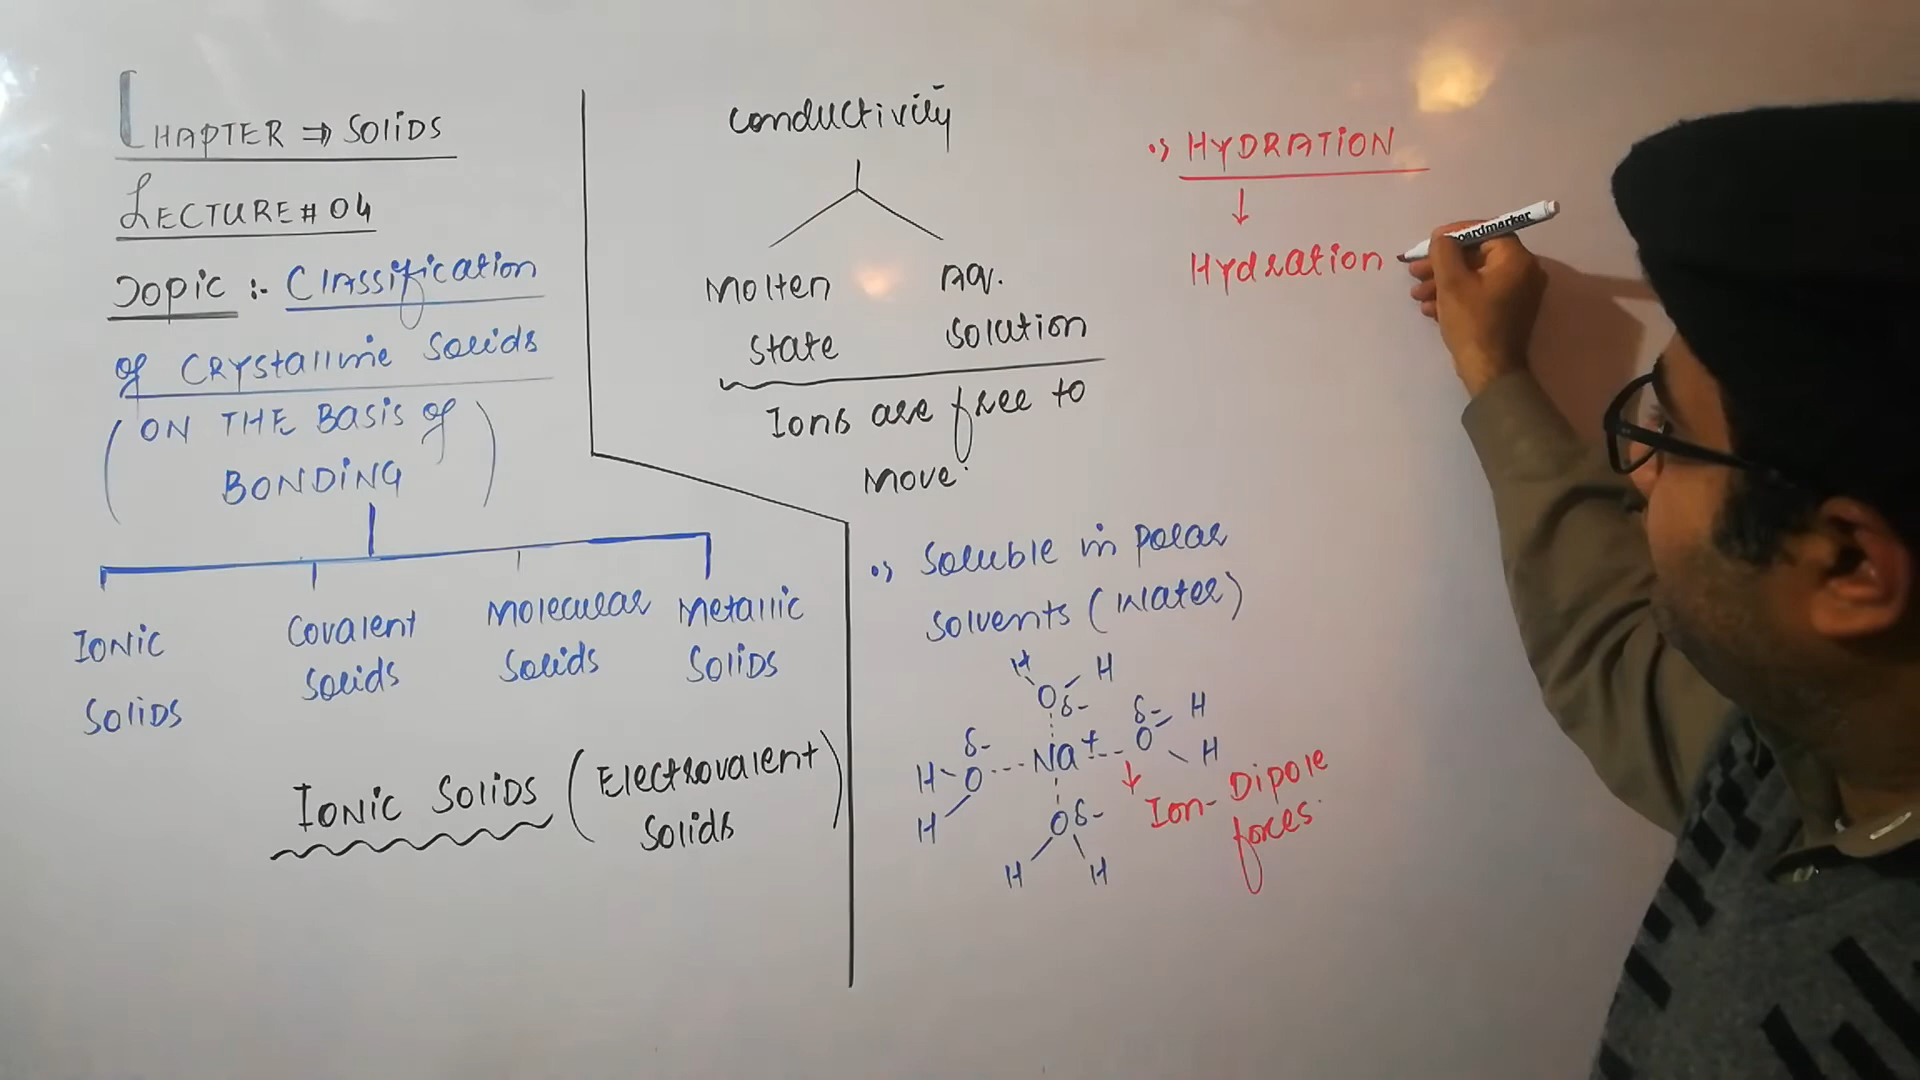 CHAPTER ⇒ SOLIDS
LECTURE # 04
Topic :- Classification
of Crystalline Solids
(ON THE BASIS of
BONDING)
IONIC
SOLIDS
Covalent
Solids
Molecular
Solids
Metallic
SOLIDS
IONIC SOLIDS (Electrovalent
Solids)
Conductivity
Molten
State
Aq.
Solution
Ions are free to
Move.
Soluble in polar
Solvents (Water)
H H
O δ-
δ- H
δ-
H O Na+ O H
H
O δ-
H H
Ion-Dipole
forces.
HYDRATION
↓
Hydration
boardmarker